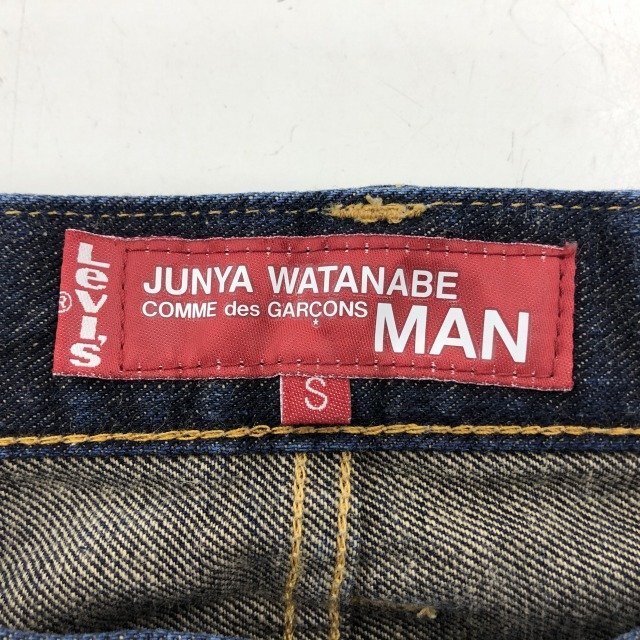 Levi's
®
JUNYA WATANABE
COMME des GARÇONS MAN
S